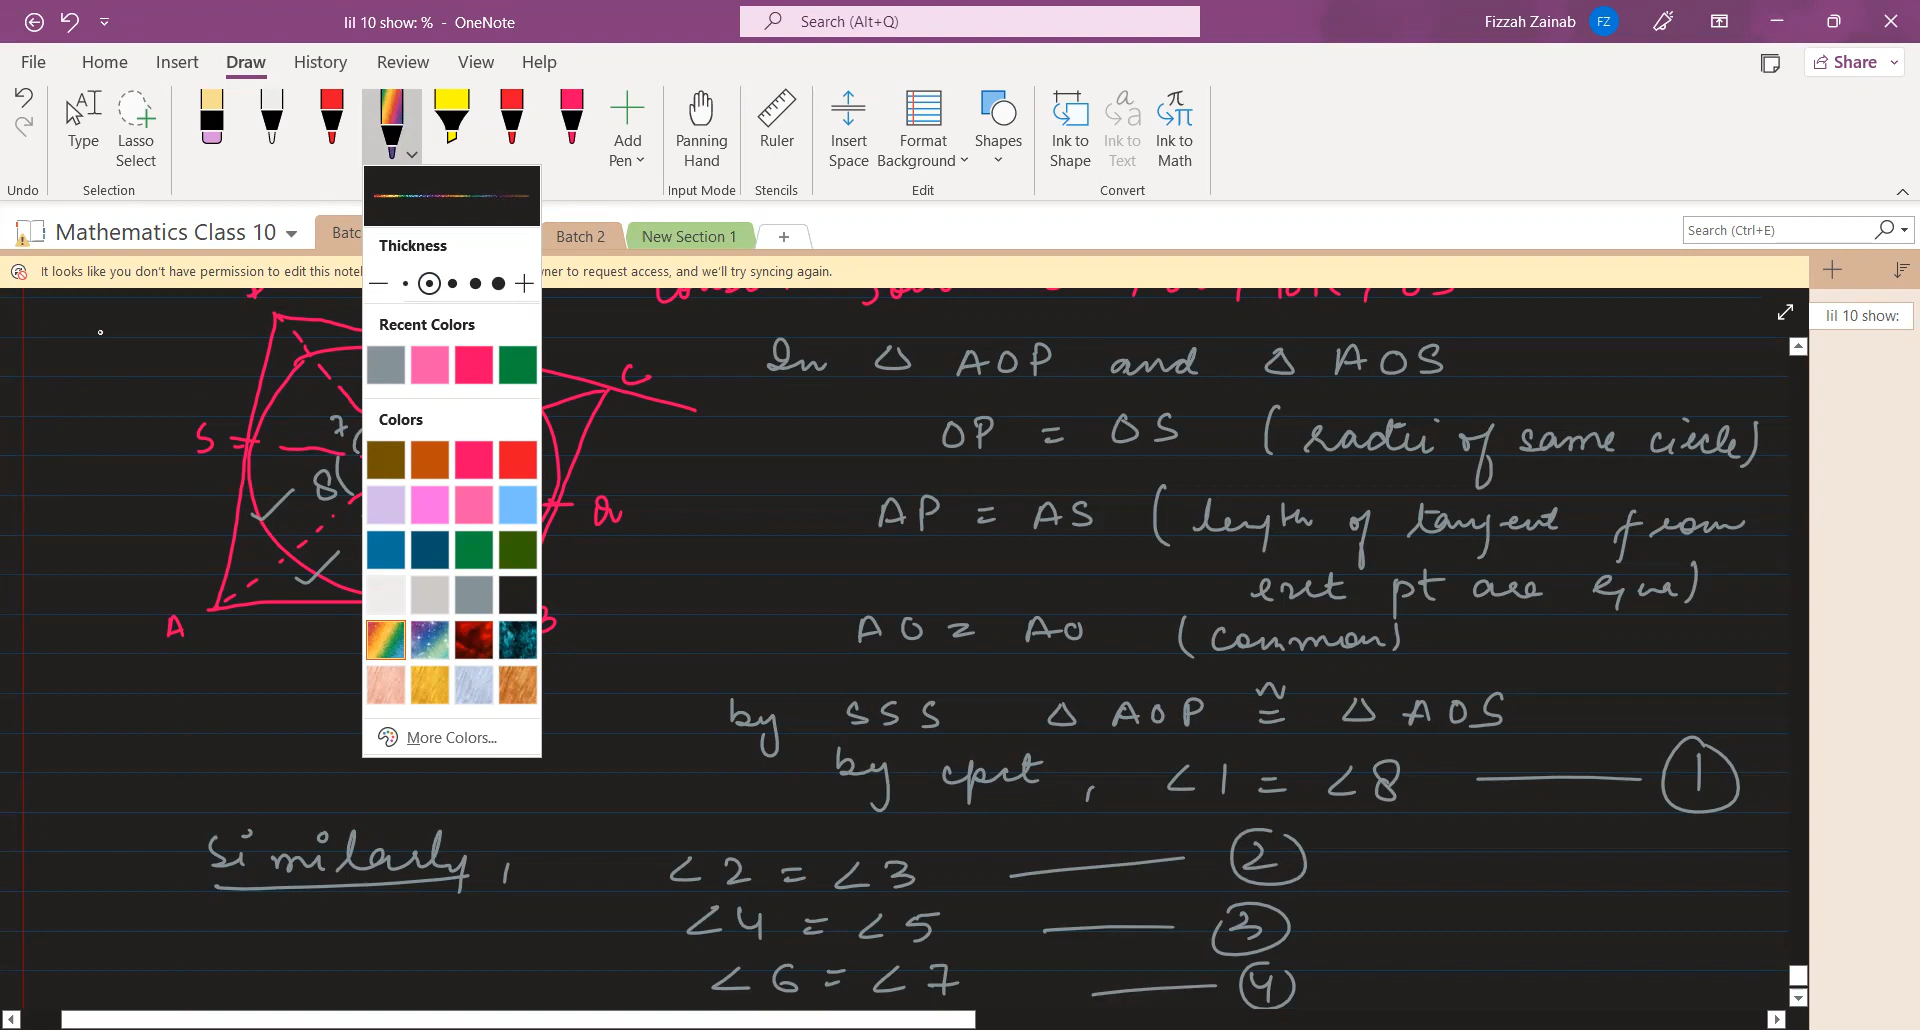 lil 10 show: % - OneNote
Search (Alt+Q)
Fizzah Zainab
FZ
File Home Insert Draw History Review View Help
Share
Type
Lasso Select
Add Pen
Panning Hand
Ruler
Insert Space
Format Background
Shapes
Ink to Shape
Ink to Text
Ink to Math
Undo
Selection
Input Mode
Stencils
Edit
Convert
Mathematics Class 10
Batc
Batch 2
New Section 1
Search (Ctrl+E)
It looks like you don't have permission to edit this notel
vner to request access, and we'll try syncing again.
lil 10 show:
Thickness
Recent Colors
Colors
More Colors...
C
S
7
8
Q
A
B
In △ AOP and △ AOS
OP = OS (radii of same circle)
AP = AS (length of tangent from
ext pt are
AO = AO (common)
by SSS △ AOP ≅ △ AOS
by cpct, ∠1 = ∠8 —— 1
Similarly, ∠2 = ∠3 —— 2
∠4 = ∠5 —— 3
∠6 = ∠7 —— 4